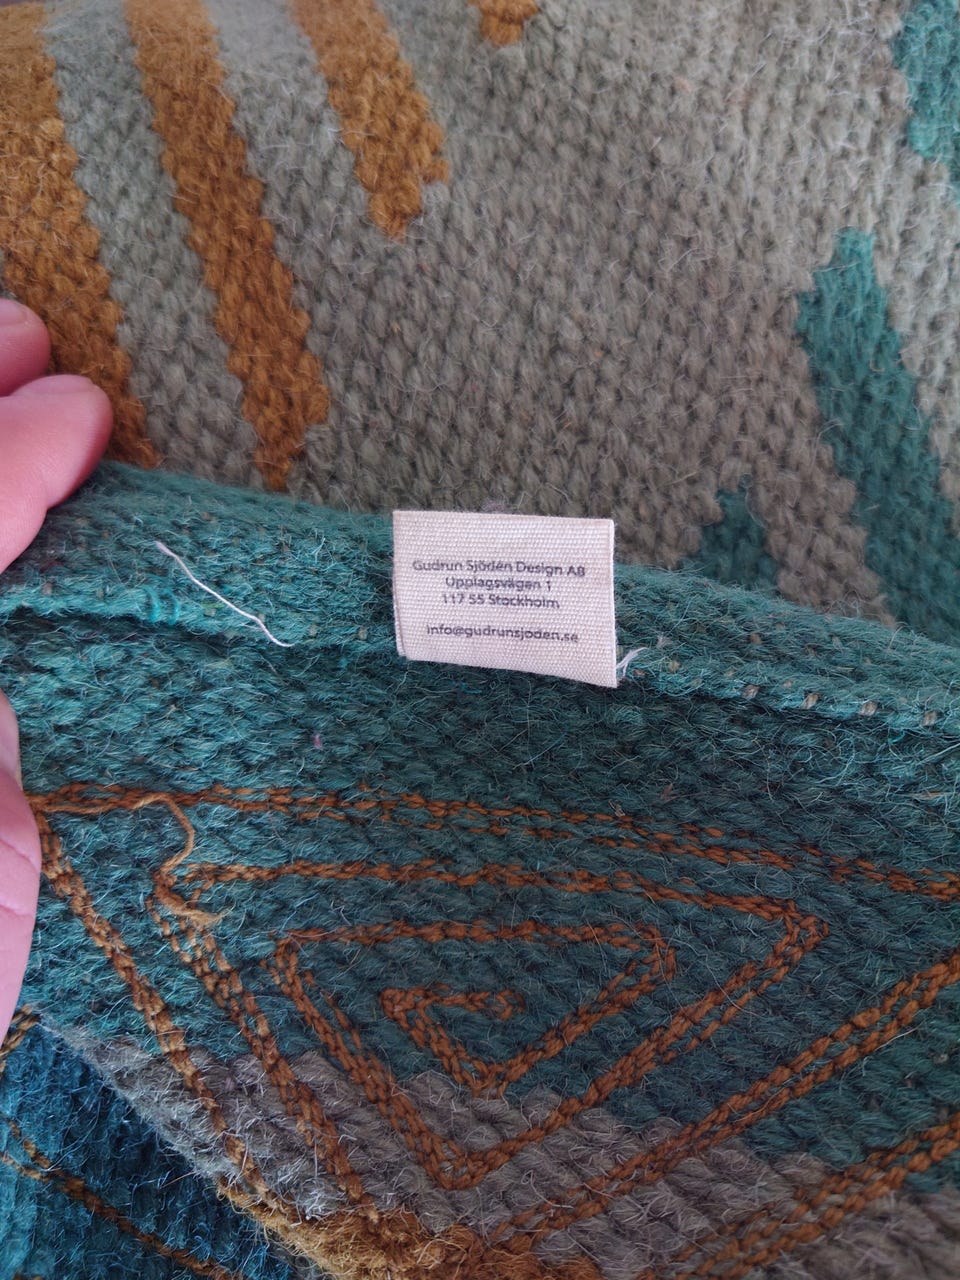 Gudrun Sjödén Design AB
Upplagsvägen 1
117 55 Stockholm
info@gudrunsjoden.se